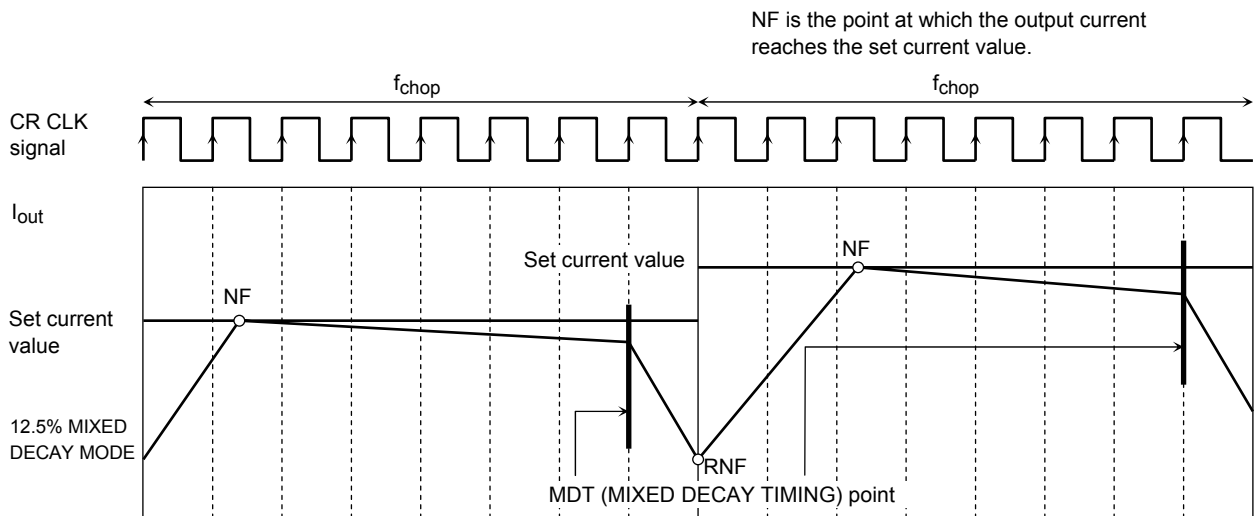 NF is the point at which the output current
reaches the set current value.
fchop
fchop
CR CLK
signal
Iout
NF
Set current value
NF
Set current
value
12.5% MIXED
DECAY MODE
RNF
MDT (MIXED DECAY TIMING) point